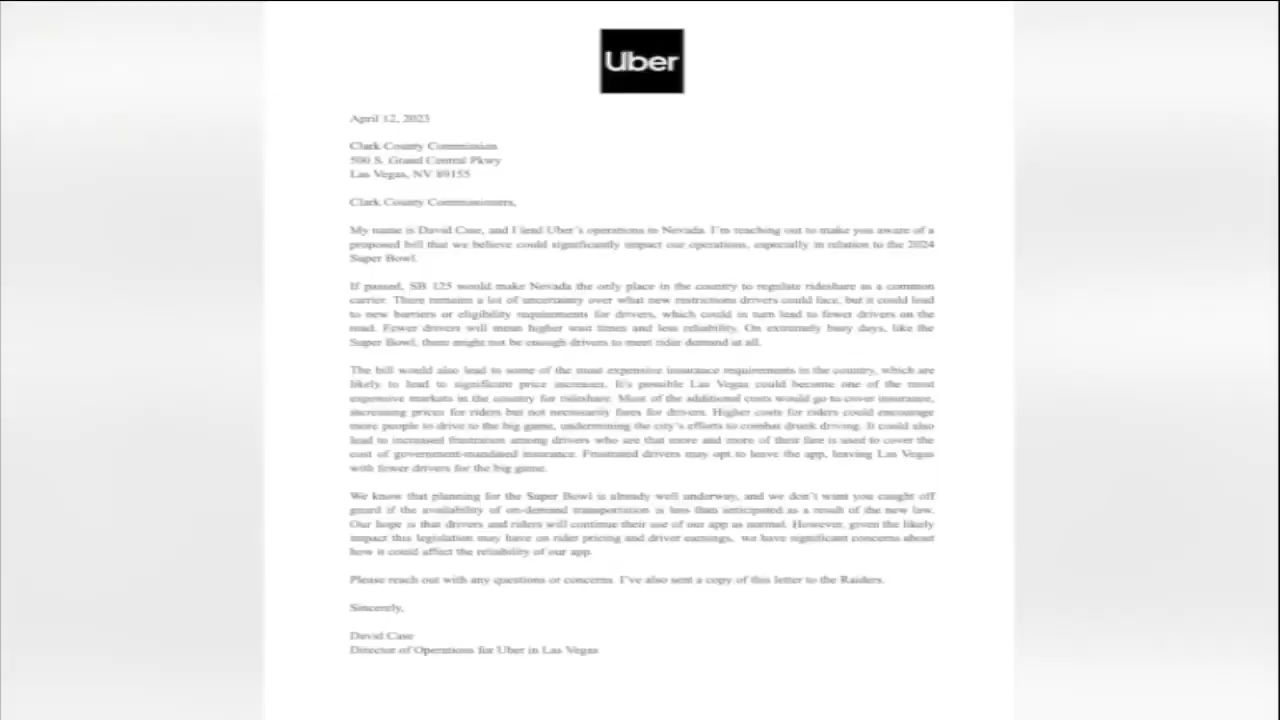 Uber
April 12, 2023
Clark County Commission
500 S. Grand Central Pkwy
Las Vegas, NV 89155
Clark County Commissioners,
My name is David Case, and I lead Uber's operations in Nevada. I'm reaching out to make you aware of a
proposed bill that we believe could significantly impact our operations, especially in relation to the 2024
Super Bowl.
If passed, SB 125 would make Nevada the only place in the country to regulate rideshare as a common
carrier. There remains a lot of uncertainty over what new restrictions drivers could face, but it could lead
to new barriers or eligibility requirements for drivers, which could in turn lead to fewer drivers on the
road. Fewer drivers will mean higher wait times and less reliability. On extremely busy days, like the
Super Bowl, there might not be enough drivers to meet rider demand at all.
The bill would also lead to some of the most expensive insurance requirements in the country, which are
likely to lead to significant price increases. It's possible Las Vegas could become one of the most
expensive markets in the country for rideshare. Most of the additional costs would go to cover insurance,
increasing prices for riders but not necessarily fares for drivers. Higher costs for riders could encourage
more people to drive to the big game, undermining the city's efforts to combat drunk driving. It could also
lead to increased frustration among drivers who see that more and more of their fare is used to cover the
cost of government-mandated insurance. Frustrated drivers may opt to leave the app, leaving Las Vegas
with fewer drivers for the big game.
We know that planning for the Super Bowl is already well underway, and we don't want you caught off
guard if the availability of on-demand transportation is less than anticipated as a result of the new law.
Our hope is that drivers and riders will continue their use of our app as normal. However, given the likely
impact this legislation may have on rider pricing and driver earnings, we have significant concerns about
how it could affect the reliability of our app.
Please reach out with any questions or concerns. I've also sent a copy of this letter to the Raiders.
Sincerely,
David Case
Director of Operations for Uber in Las Vegas